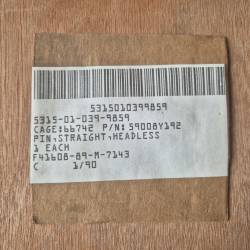 5315010399859
5315-01-039-9859
CAGE:66742 P/N:59008Y192
PIN,STRAIGHT,HEADLESS
1 EACH
F41608-89-M-7143
C 1/90